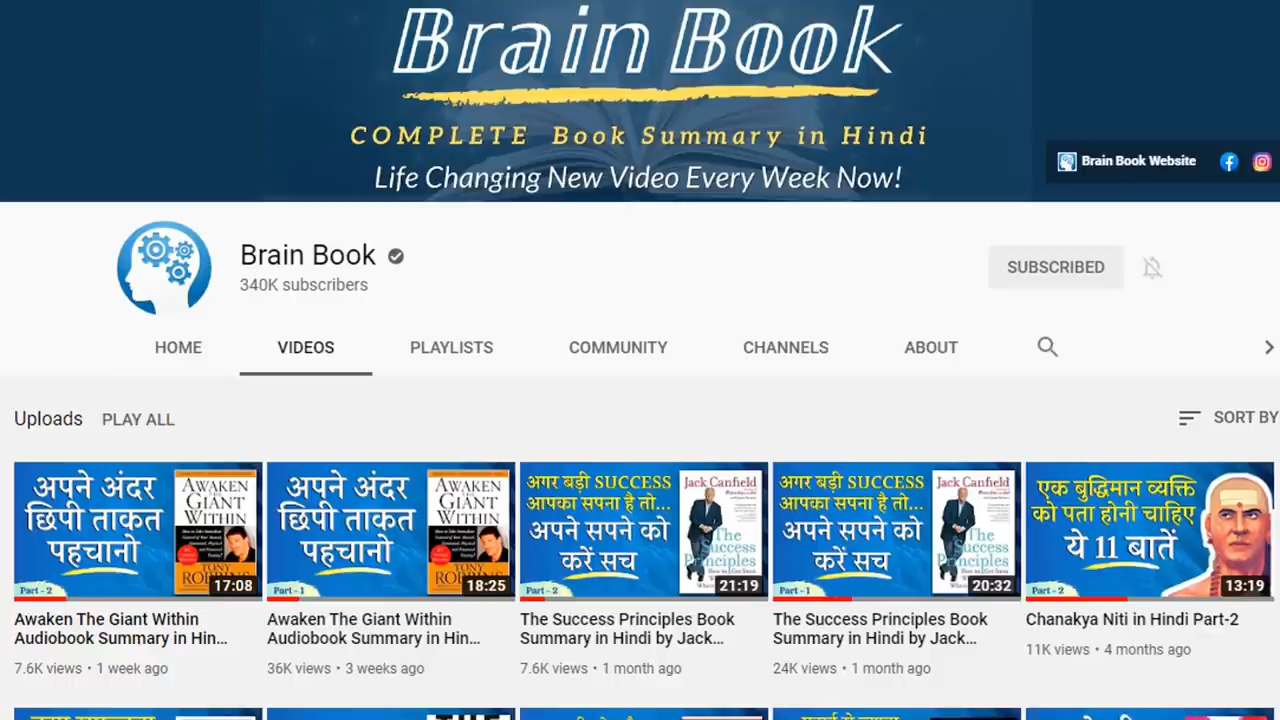 Brain Book
COMPLETE Book Summary in Hindi
Life Changing New Video Every Week Now!
Brain Book Website
Brain Book
340K subscribers
SUBSCRIBED
HOME VIDEOS PLAYLISTS COMMUNITY CHANNELS ABOUT
Uploads PLAY ALL
SORT BY
अपने अंदर
छिपी ताकत
पहचानो
Part - 2
AWAKEN
THE
GIANT
WITHIN
TONY
17:08
अपने अंदर
छिपी ताकत
पहचानो
Part - 1
AWAKEN
THE
GIANT
WITHIN
TONY
18:25
अगर बड़ी SUCCESS
आपका सपना है तो...
अपने सपने को
करें सच
Part - 2
Jack Canfield
The
Success
Principles
21:19
अगर बड़ी SUCCESS
आपका सपना है तो...
अपने सपने को
करें सच
Part - 1
Jack Canfield
The
Success
Principles
20:32
एक बुद्धिमान व्यक्ति
को पता होनी चाहिए
ये 11 बातें
Part - 2
13:19
Awaken The Giant Within
Audiobook Summary in Hin...
7.6K views • 1 week ago
Awaken The Giant Within
Audiobook Summary in Hin...
36K views • 3 weeks ago
The Success Principles Book
Summary in Hindi by Jack...
7.6K views • 1 month ago
The Success Principles Book
Summary in Hindi by Jack...
24K views • 1 month ago
Chanakya Niti in Hindi Part-2
11K views • 4 months ago